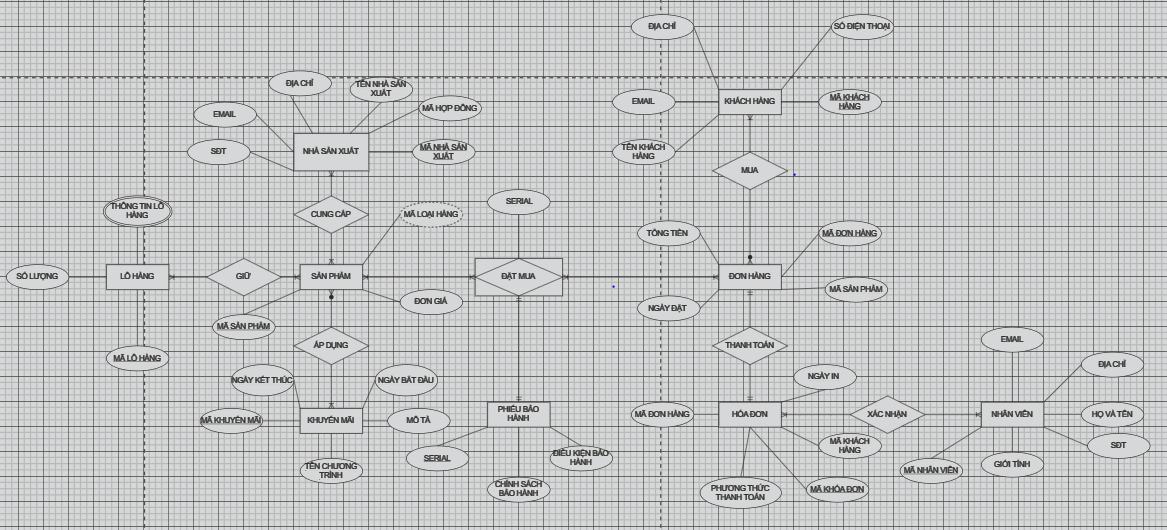 ĐỊA CHỈ
SỐ ĐIỆN THOẠI
ĐỊA CHỈ
TÊN NHÀ SẢN
XUẤT
EMAIL
MÃ HỢP ĐỒNG
EMAIL
KHÁCH HÀNG
MÃ KHÁCH
HÀNG
SĐT
NHÀ SẢN XUẤT
MÃ NHÀ SẢN
XUẤT
TÊN KHÁCH
HÀNG
MUA
THÔNG TIN LÔ
HÀNG
CUNG CẤP
MÃ LOẠI HÀNG
SERIAL
TỔNG TIỀN
MÃ ĐƠN HÀNG
SỐ LƯỢNG
LÔ HÀNG
GIỮ
SẢN PHẨM
ĐẶT MUA
ĐƠN HÀNG
MÃ SẢN PHẨM
ĐƠN GIÁ
NGÀY ĐẶT
MÃ SẢN PHẨM
MÃ LÔ HÀNG
ÁP DỤNG
THANH TOÁN
EMAIL
ĐỊA CHỈ
NGÀY KẾT THÚC
NGÀY BẮT ĐẦU
NGÀY IN
MÃ KHUYẾN MÃI
KHUYẾN MÃI
MÔ TẢ
PHIẾU BẢO
HÀNH
MÃ ĐƠN HÀNG
HÓA ĐƠN
XÁC NHẬN
NHÂN VIÊN
HỌ VÀ TÊN
MÃ KHÁCH
HÀNG
SĐT
SERIAL
ĐIỀU KIỆN BẢO
HÀNH
TÊN CHƯƠNG
TRÌNH
MÃ NHÂN VIÊN
GIỚI TÍNH
CHÍNH SÁCH
BẢO HÀNH
PHƯƠNG THỨC
THANH TOÁN
MÃ KHÓA ĐƠN